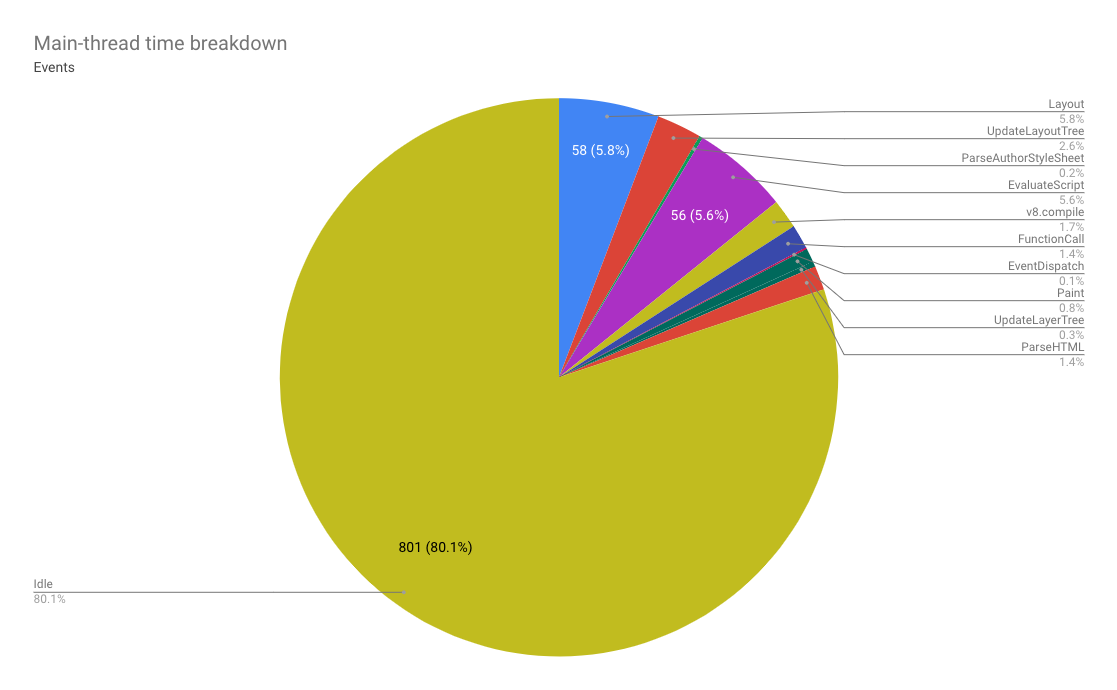 Main-thread time breakdown
Events
Layout
5.8%
UpdateLayoutTree
2.6%
ParseAuthorStyleSheet
0.2%
EvaluateScript
5.6%
v8.compile
1.7%
FunctionCall
1.4%
EventDispatch
0.1%
Paint
0.8%
UpdateLayerTree
0.3%
ParseHTML
1.4%
58 (5.8%)
56 (5.6%)
801 (80.1%)
Idle
80.1%